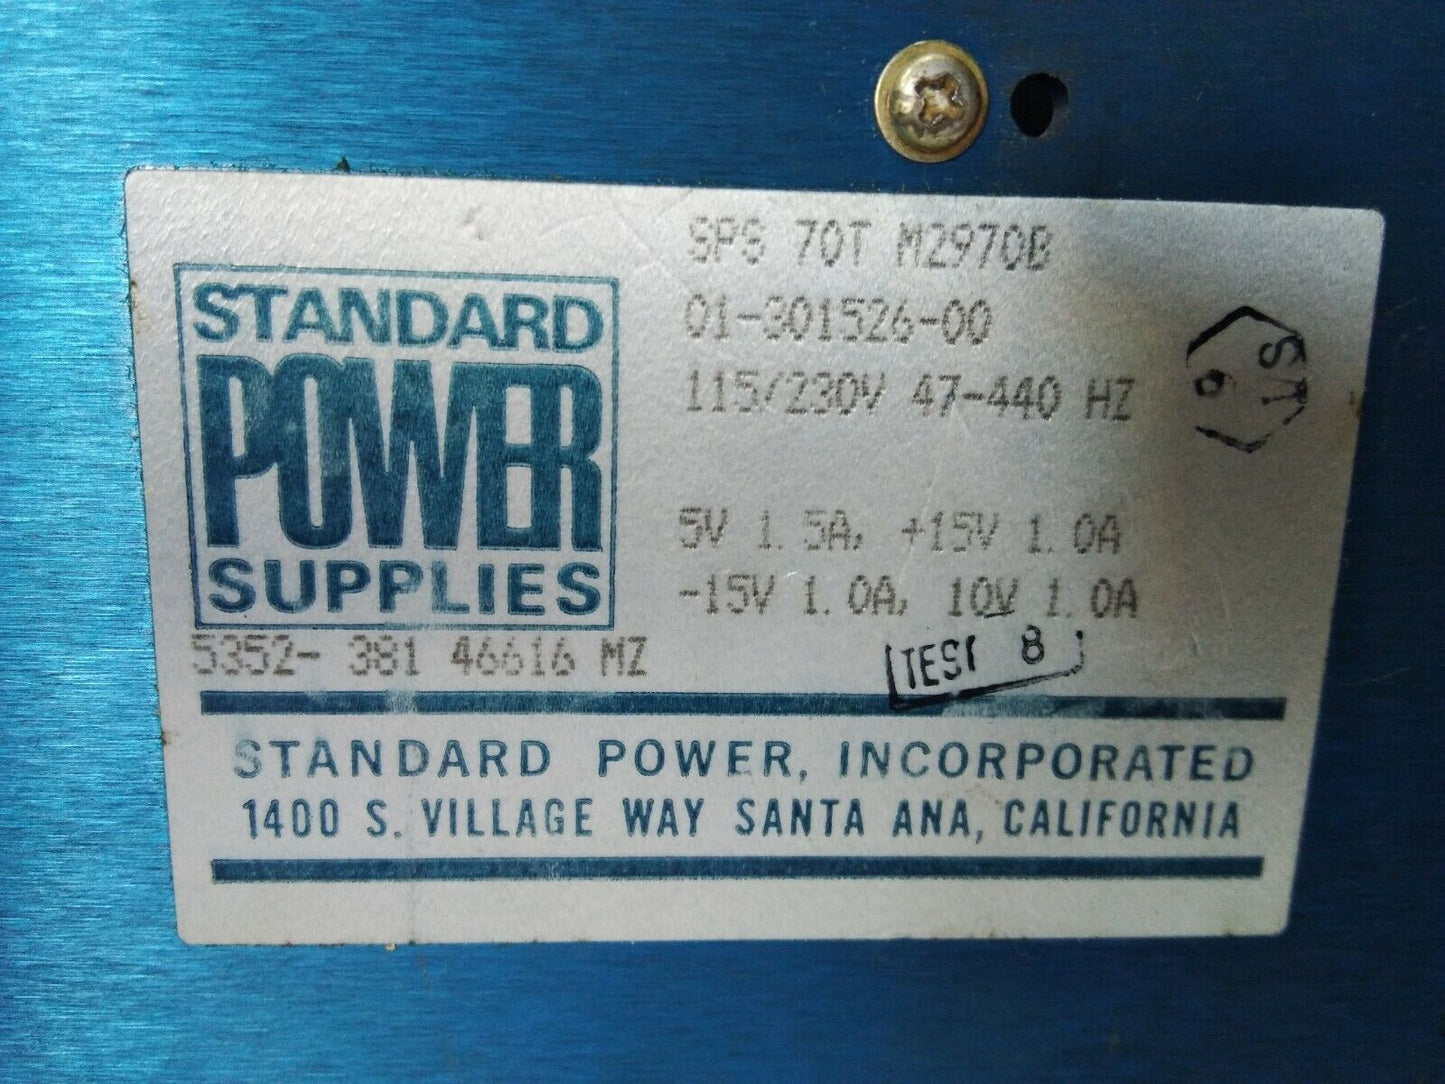 SPS 70T M2970B
01-301526-00
115/230V 47-440 HZ
5V 1.5A, +15V 1.0A
-15V 1.0A, 10V 1.0A
STANDARD
POWER
SUPPLIES
5352- 381 46616 MZ
TEST 8
STANDARD POWER, INCORPORATED
1400 S. VILLAGE WAY SANTA ANA, CALIFORNIA